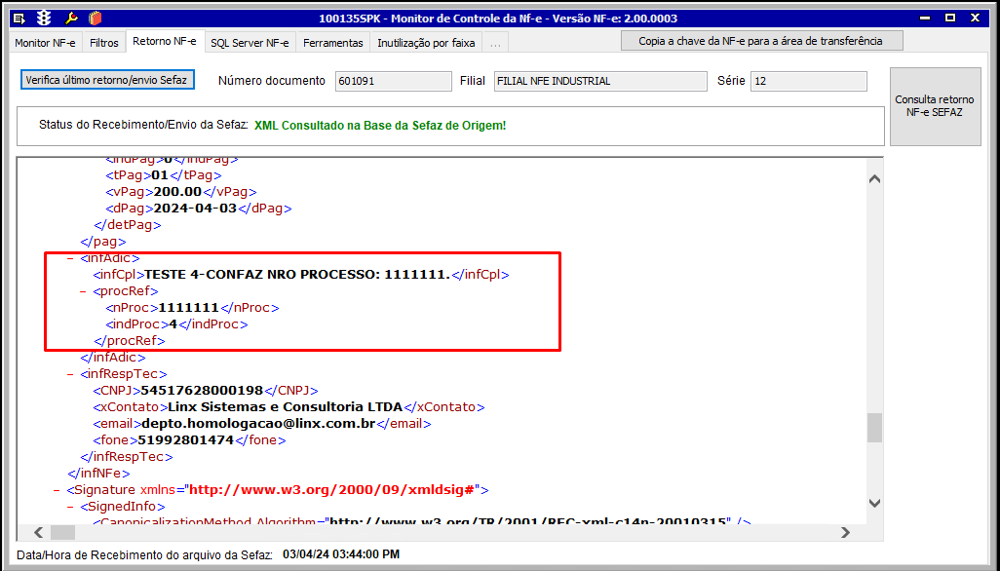 100135SPK - Monitor de Controle da Nf-e - Versão NF-e: 2.00.0003
Monitor NF-e Filtros Retorno NF-e SQL Server NF-e Ferramentas Inutilização por faixa ...
Copia a chave da NF-e para a área de transferência
Verifica último retorno/envio Sefaz Número documento 601091 Filial FILIAL NFE INDUSTRIAL Série 12
Consulta retorno
NF-e SEFAZ
Status do Recebimento/Envio da Sefaz: XML Consultado na Base da Sefaz de Origem!
<indPag>0</indPag>
<tPag>01</tPag>
<vPag>200.00</vPag>
<dPag>2024-04-03</dPag>
</detPag>
</pag>
- <infAdic>
<infCpl>TESTE 4-CONFAZ NRO PROCESSO: 1111111.</infCpl>
- <procRef>
<nProc>1111111</nProc>
<indProc>4</indProc>
</procRef>
</infAdic>
- <infRespTec>
<CNPJ>54517628000198</CNPJ>
<xContato>Linx Sistemas e Consultoria LTDA</xContato>
<email>depto.homologacao@linx.com.br</email>
<fone>51992801474</fone>
</infRespTec>
</infNFe>
- <Signature xmlns="http://www.w3.org/2000/09/xmldsig#">
- <SignedInfo>
<CanonicalizationMethod Algorithm="http://www.w3.org/TR/2001/REC-xml-c14n-20010315" />
Data/Hora de Recebimento do arquivo da Sefaz: 03/04/24 03:44:00 PM